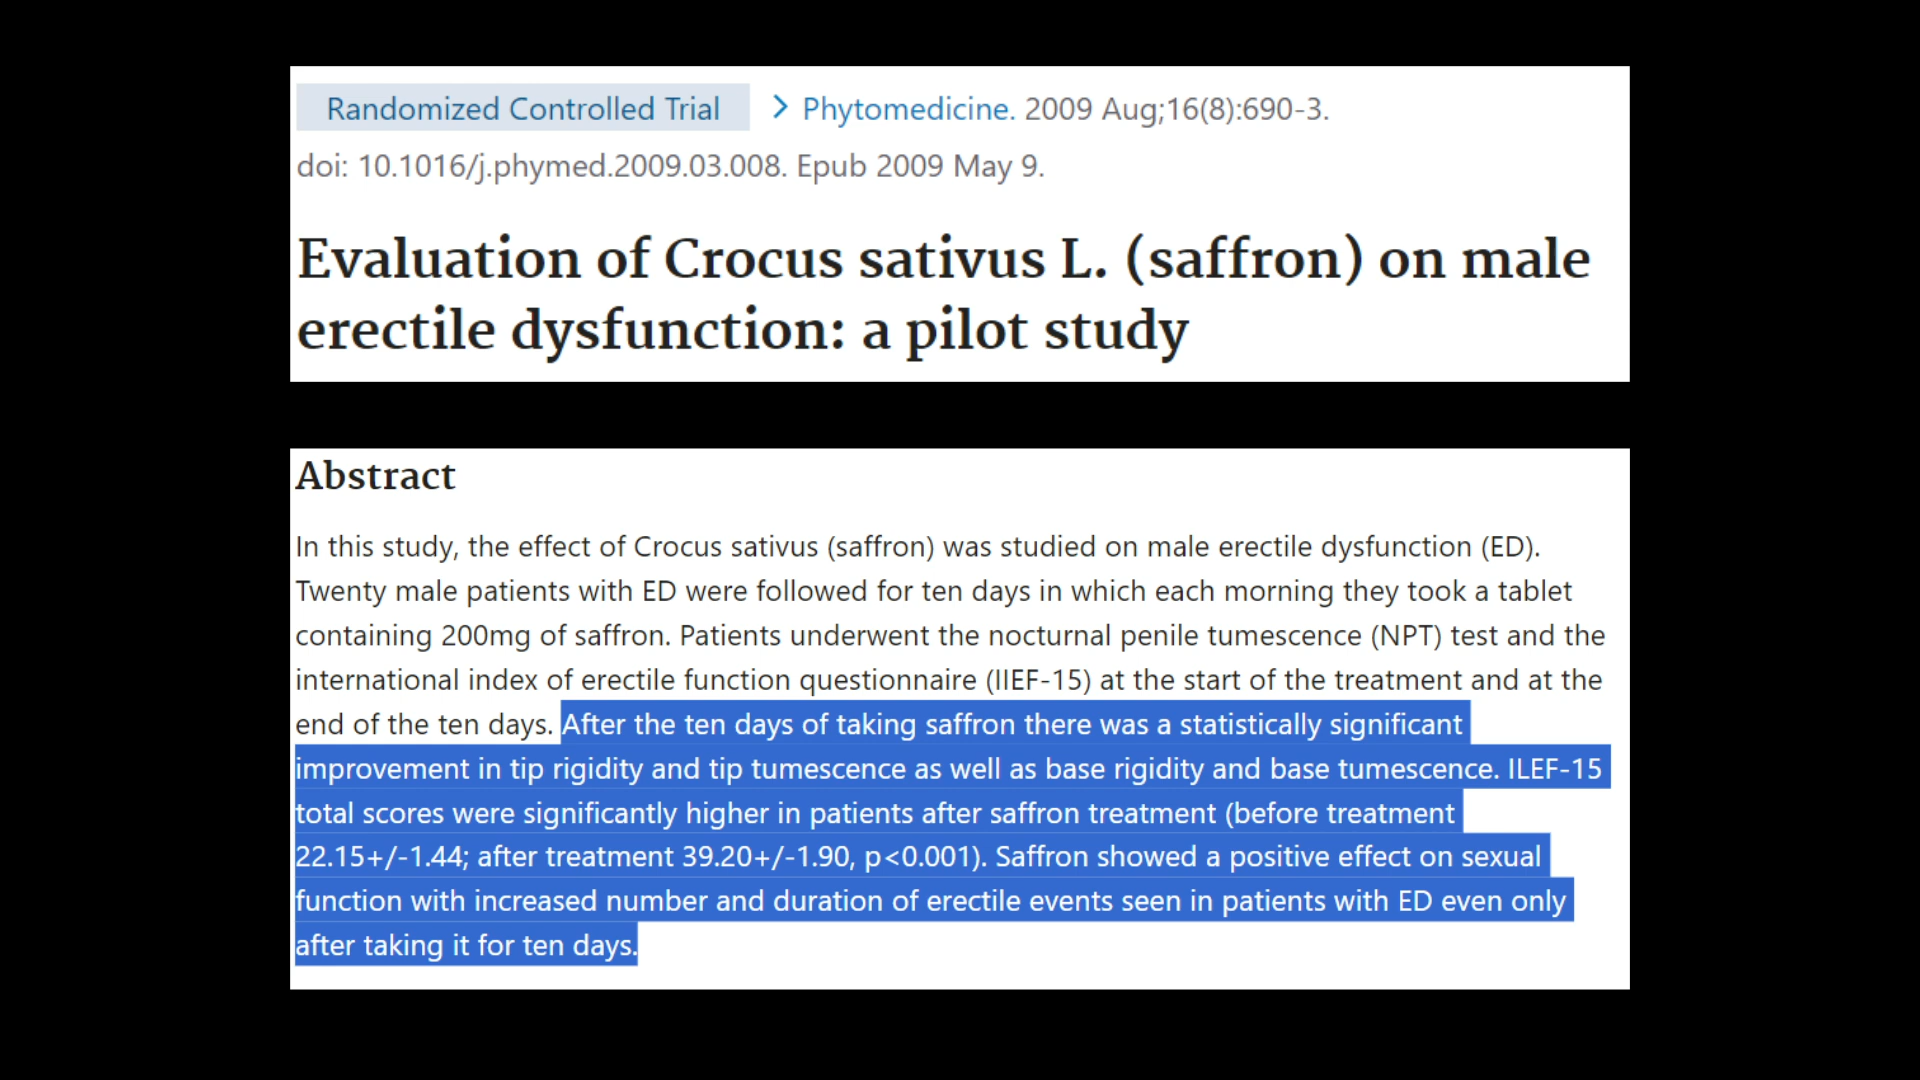 Randomized Controlled Trial > Phytomedicine. 2009 Aug;16(8):690-3.
doi: 10.1016/j.phymed.2009.03.008. Epub 2009 May 9.
Evaluation of Crocus sativus L. (saffron) on male
erectile dysfunction: a pilot study
Abstract
In this study, the effect of Crocus sativus (saffron) was studied on male erectile dysfunction (ED).
Twenty male patients with ED were followed for ten days in which each morning they took a tablet
containing 200mg of saffron. Patients underwent the nocturnal penile tumescence (NPT) test and the
international index of erectile function questionnaire (IIEF-15) at the start of the treatment and at the
end of the ten days. After the ten days of taking saffron there was a statistically significant
improvement in tip rigidity and tip tumescence as well as base rigidity and base tumescence. ILEF-15
total scores were significantly higher in patients after saffron treatment (before treatment
22.15+/-1.44; after treatment 39.20+/-1.90, p<0.001). Saffron showed a positive effect on sexual
function with increased number and duration of erectile events seen in patients with ED even only
after taking it for ten days.